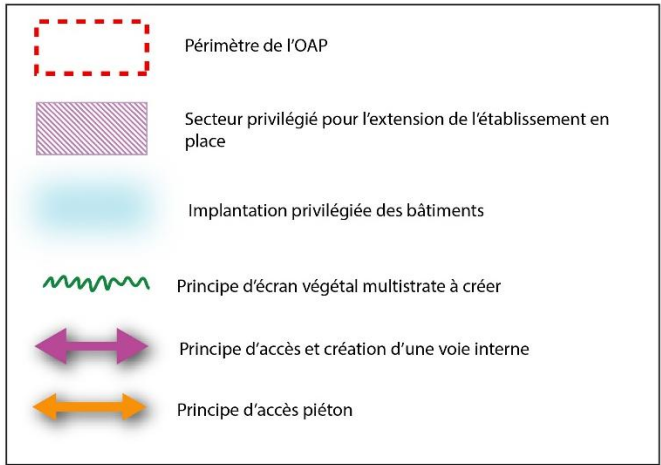 Périmètre de l'OAP
Secteur privilégié pour l'extension de l'établissement en
place
Implantation privilégiée des bâtiments
Principe d'écran végétal multistrate à créer
Principe d'accès et création d'une voie interne
Principe d'accès piéton